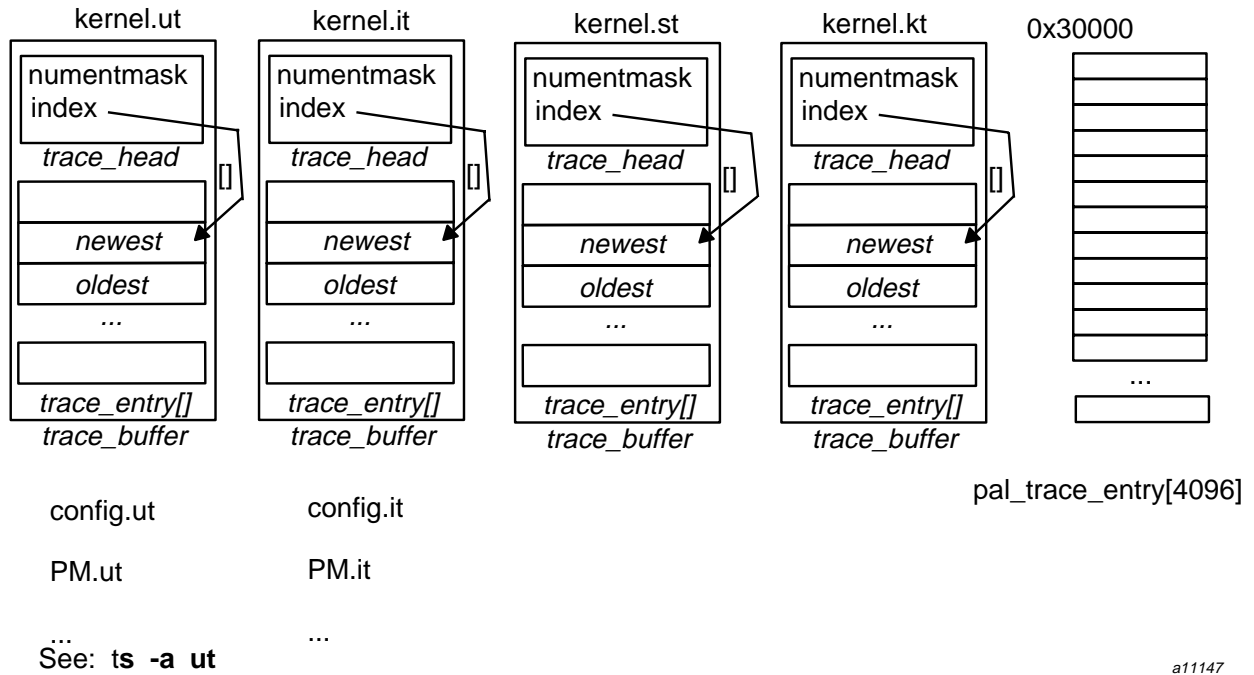 kernel.ut
numentmask
index
trace_head
[]
newest
oldest
...
trace_entry[]
trace_buffer
config.ut
PM.ut
...
See: ts -a ut
kernel.it
numentmask
index
trace_head
[]
newest
oldest
...
trace_entry[]
trace_buffer
config.it
PM.it
...
kernel.st
numentmask
index
trace_head
[]
newest
oldest
...
trace_entry[]
trace_buffer
kernel.kt
numentmask
index
trace_head
[]
newest
oldest
...
trace_entry[]
trace_buffer
0x30000
...
pal_trace_entry[4096]
a11147